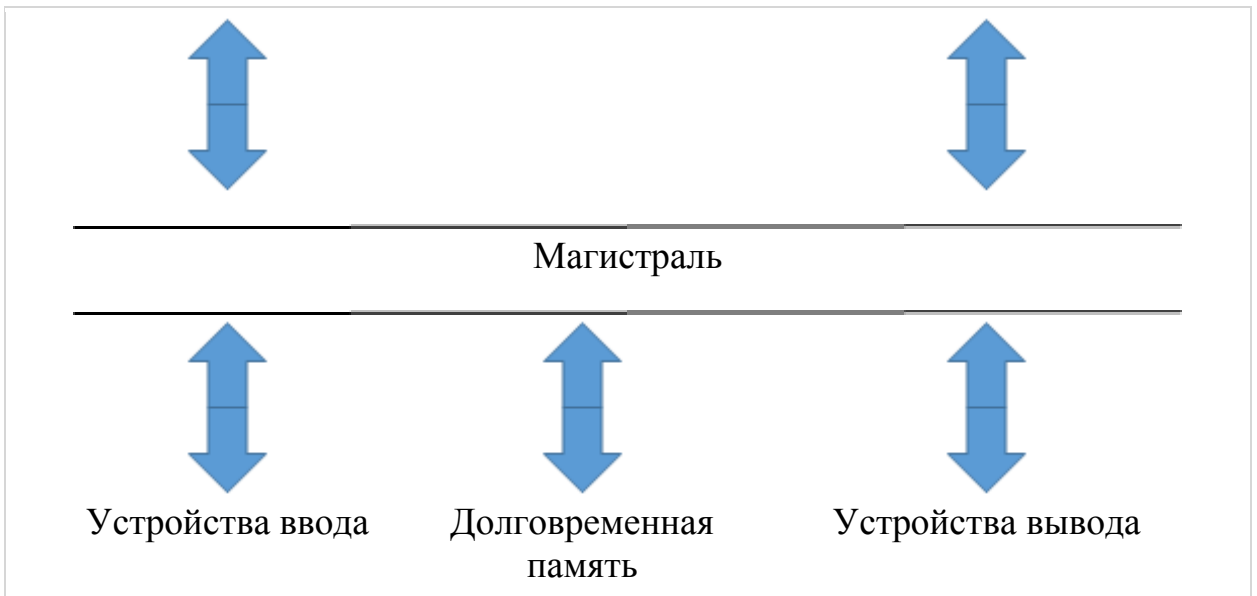 Магистраль
Устройства ввода
Долговременная
память
Устройства вывода